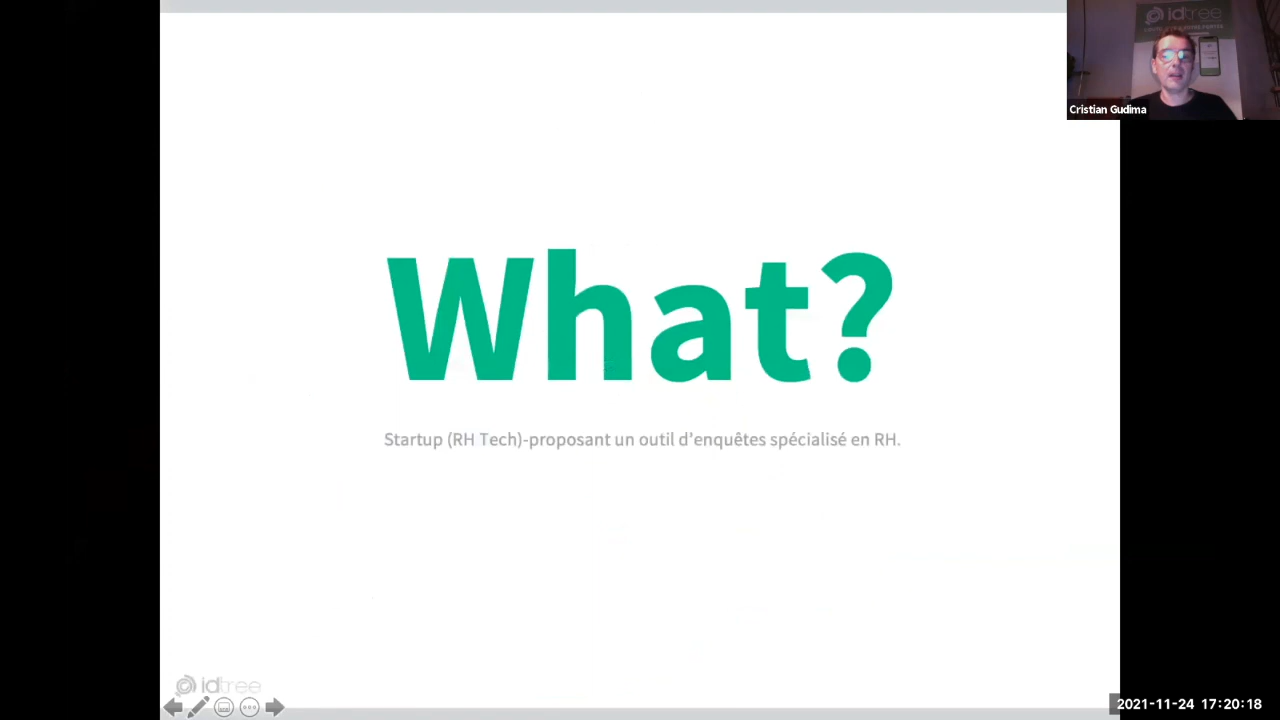 idtree
Cristian Gudima
What?
Startup (RH Tech)-proposant un outil d’enquêtes spécialisé en RH.
idtree
2021-11-24 17:20:18